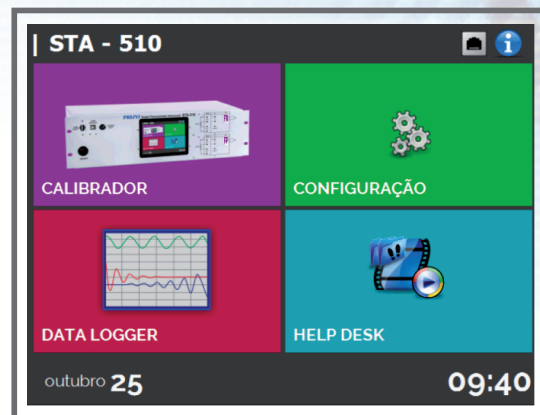 | STA - 510
CALIBRADOR
CONFIGURAÇÃO
DATA LOGGER
HELP DESK
outubro 25
09:40